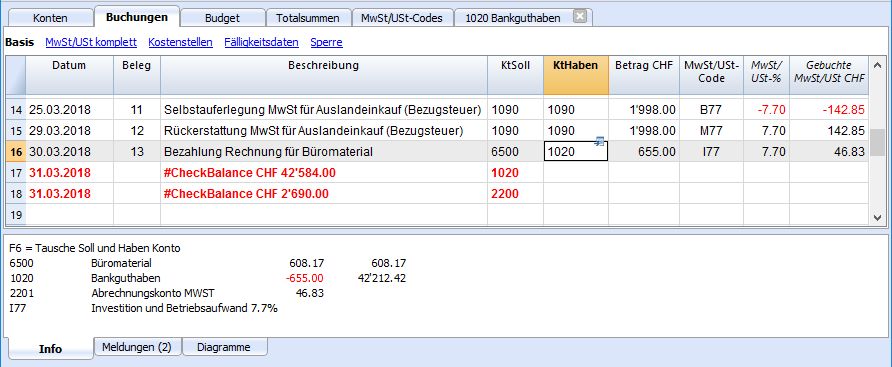 Konten Buchungen Budget Totalsummen MwSt/USt-Codes 1020 Bankguthaben
Basis MwSt/USt komplett Kostenstellen Fälligkeitsdaten Sperre
Datum Beleg Beschreibung KtSoll KtHaben Betrag CHF MwSt/USt-Code MwSt/USt-% Gebuchte MwSt/USt CHF
14 25.03.2018 11 Selbstauferlegung MwSt für Auslandeinkauf (Bezugsteuer) 1090 1090 1'998.00 B77 -7.70 -142.85
15 29.03.2018 12 Rückerstattung MwSt für Auslandeinkauf (Bezugsteuer) 1090 1090 1'998.00 M77 7.70 142.85
16 30.03.2018 13 Bezahlung Rechnung für Büromaterial 6500 1020 655.00 I77 7.70 46.83
17 31.03.2018 #CheckBalance CHF 42'584.00 1020
18 31.03.2018 #CheckBalance CHF 2'690.00 2200
19
F6 = Tausche Soll und Haben Konto
6500 Büromaterial 608.17 608.17
1020 Bankguthaben -655.00 42'212.42
2201 Abrechnungskonto MWST 46.83
I77 Investition und Betriebsaufwand 7.7%
Info Meldungen (2) Diagramme